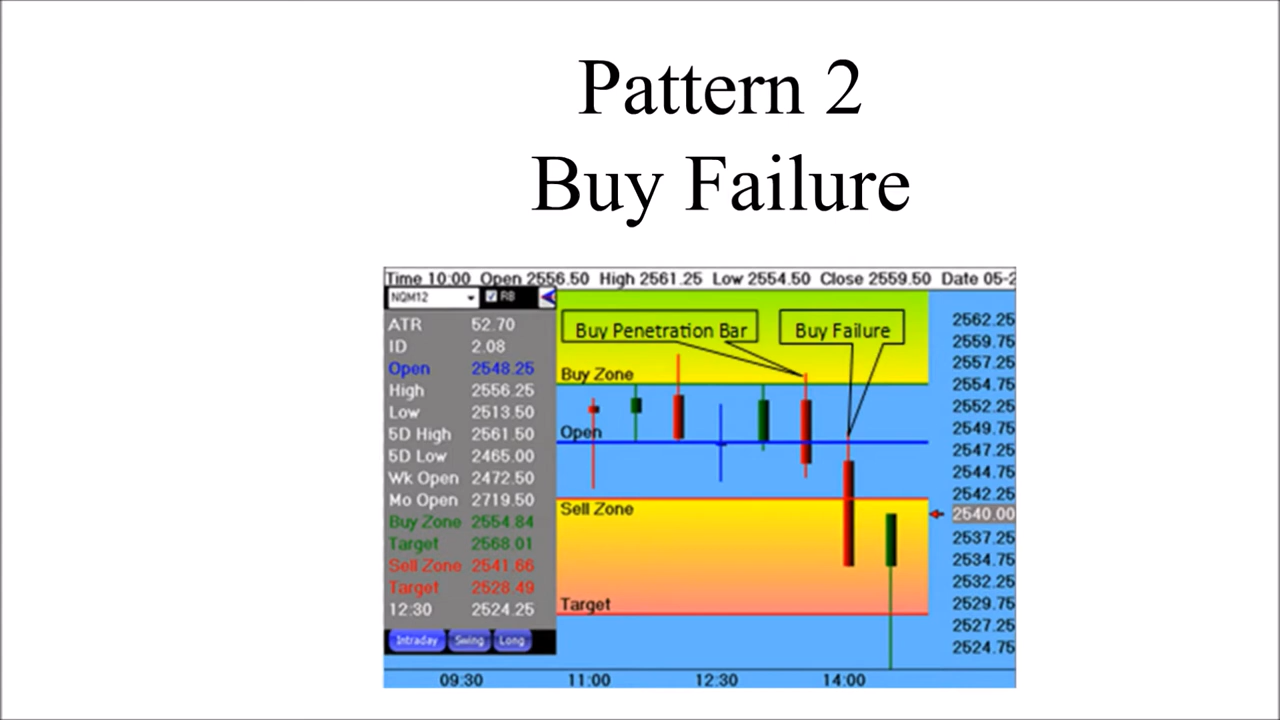 Pattern 2
Buy Failure
Time 10:00 Open 2556.50 High 2561.25 Low 2554.50 Close 2559.50 Date 05-2
NQM12 RB
ATR 52.70
ID 2.08
Open 2548.25
High 2556.25
Low 2513.50
5D High 2561.50
5D Low 2465.00
Wk Open 2472.50
Mo Open 2719.50
Buy Zone 2554.84
Target 2568.01
Sell Zone 2541.66
Target 2528.49
12:30 2524.25
Intraday Swing Long
Buy Penetration Bar
Buy Failure
Buy Zone
Open
Sell Zone
Target
2562.25
2559.75
2557.25
2554.75
2552.25
2549.75
2547.25
2544.75
2542.25
2540.00
2537.25
2534.75
2532.25
2529.75
2527.25
2524.75
09:30 11:00 12:30 14:00